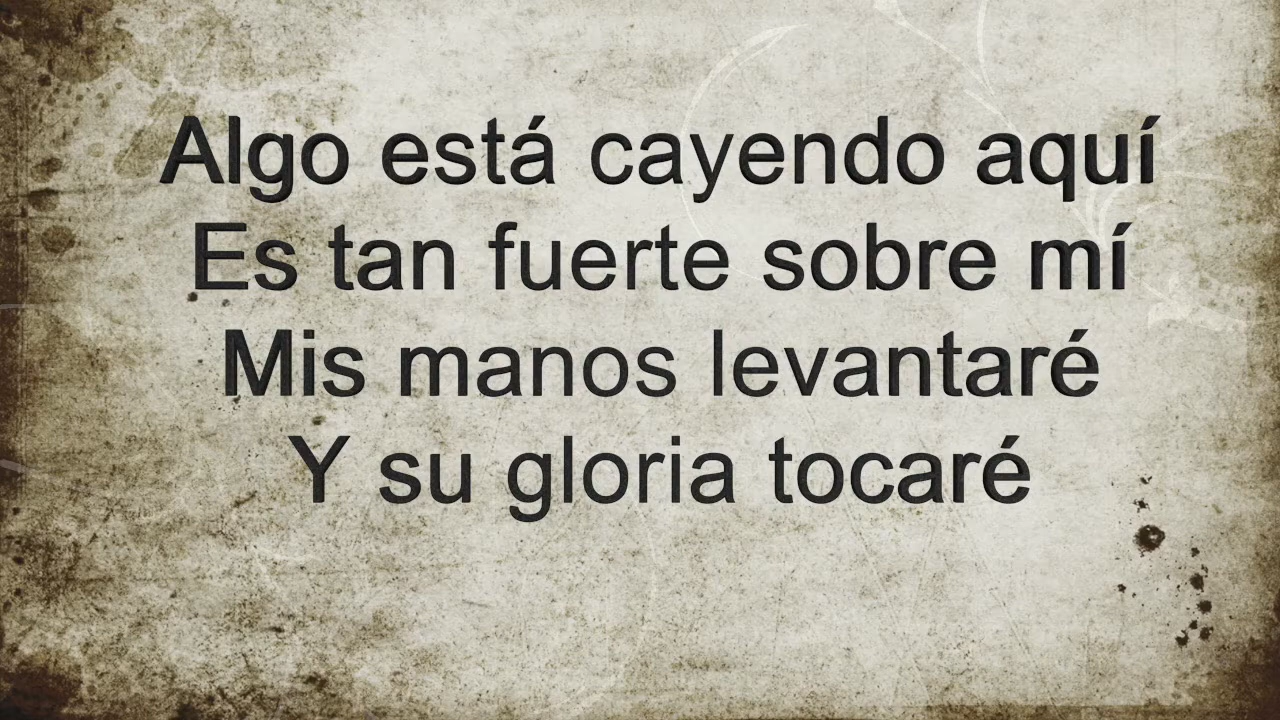 Algo está cayendo aquí
Es tan fuerte sobre mí
Mis manos levantaré
Y su gloria tocaré